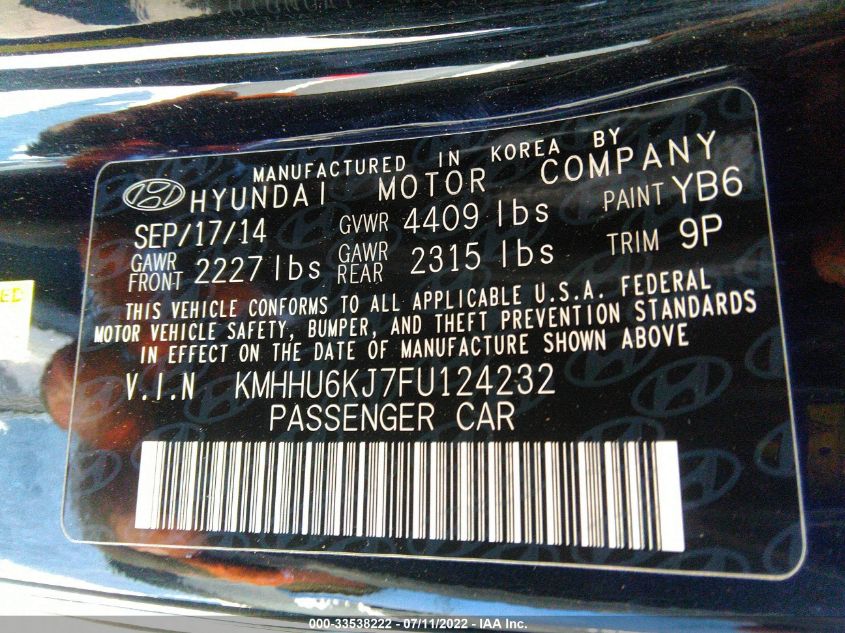 MANUFACTURED IN KOREA BY
HYUNDAI MOTOR COMPANY
SEP/17/14 GVWR 4409 lbs PAINT YB6
GAWR FRONT 2227 lbs GAWR REAR 2315 lbs TRIM 9P
THIS VEHICLE CONFORMS TO ALL APPLICABLE U.S.A. FEDERAL
MOTOR VEHICLE SAFETY, BUMPER, AND THEFT PREVENTION STANDARDS
IN EFFECT ON THE DATE OF MANUFACTURE SHOWN ABOVE
V.I.N KMHHU6KJ7FU124232
PASSENGER CAR
000-33538222 - 07/11/2022 - IAA Inc.